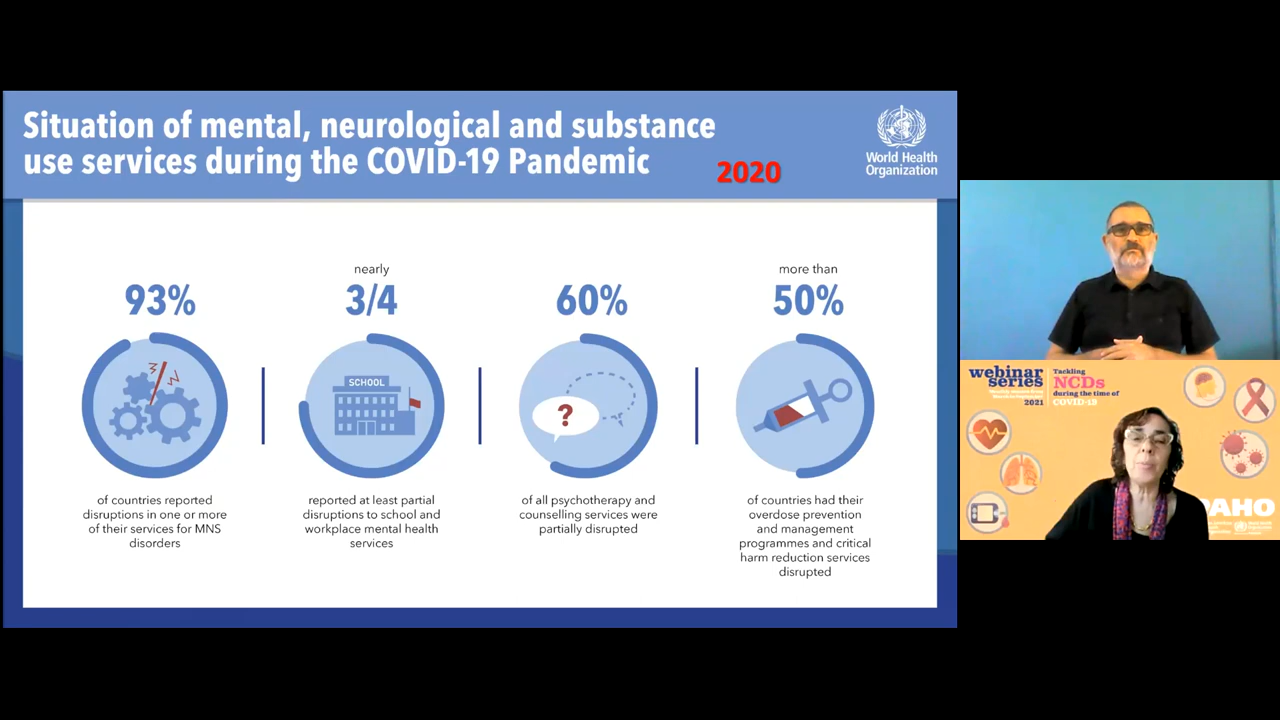 Situation of mental, neurological and substance
use services during the COVID-19 Pandemic
2020
World Health
Organization
93%
of countries reported
disruptions in one or more
of their services for MNS
disorders
nearly
3/4
SCHOOL
reported at least partial
disruptions to school and
workplace mental health
services
60%
?
of all psychotherapy and
counselling services were
partially disrupted
more than
50%
of countries had their
overdose prevention
and management
programmes and critical
harm reduction services
disrupted
webinar
series
2021
Tackling
NCDs
during the time of
COVID-19
PAHO